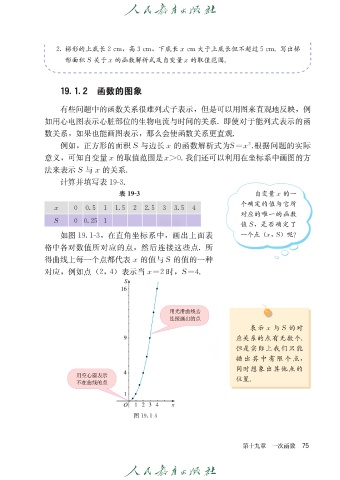 人民教育出版社
2. 梯形的上底长 2 cm,高 3 cm,下底长 x cm 大于上底长但不超过 5 cm. 写出梯
形面积 S 关于 x 的函数解析式及自变量 x 的取值范围.
19.1.2 函数的图象
有些问题中的函数关系很难列式子表示,但是可以用图来直观地反映,例
如用心电图表示心脏部位的生物电流与时间的关系. 即使对于能列式表示的函
数关系,如果也能画图表示,那么会使函数关系更直观.
例如,正方形的面积 S 与边长 x 的函数解析式为 S=x². 根据问题的实际
意义,可知自变量 x 的取值范围是 x>0. 我们还可以利用在坐标系中画图的方
法来表示 S 与 x 的关系.
计算并填写表 19-3.
表 19-3
x 0 0.5 1 1.5 2 2.5 3 3.5 4
S 0 0.25 1
自变量 x 的一
个确定的值与它所
对应的唯一的函数
值 S,是否确定了
一个点 (x,S) 呢?
如图 19.1-3,在直角坐标系中,画出上面表
格中各对数值所对应的点,然后连接这些点. 所
得曲线上每一个点都代表 x 的值与 S 的值的一种
对应,例如点 (2,4) 表示当 x=2 时,S=4.
S
16
9
4
1
O 1 2 3 4 x
用光滑曲线去
连接画出的点
用空心圆表示
不在曲线的点
图 19.1-3
表示 x 与 S 的对
应关系的点有无数个.
但是实际上我们只能
描出其中有限个点,
同时想象出其他点的
位置.
第十九章 一次函数 75
人民教育出版社